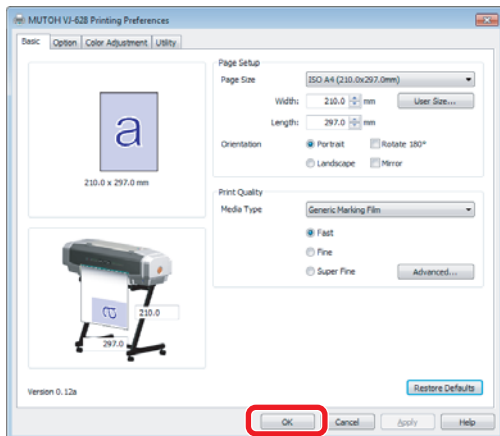 MUTOH VJ-628 Printing Preferences
Basic Option Color Adjustment Utility
a
210.0 x 297.0 mm
Page Setup
Page Size ISO A4 (210.0x297.0mm)
Width: 210.0 mm User Size...
Length: 297.0 mm
Orientation Portrait Rotate 180°
Landscape Mirror
Print Quality
Media Type Generic Marking Film
Fast
Fine
Super Fine Advanced...
a
210.0
297.0
Version 0.12a
Restore Defaults
OK Cancel Apply Help